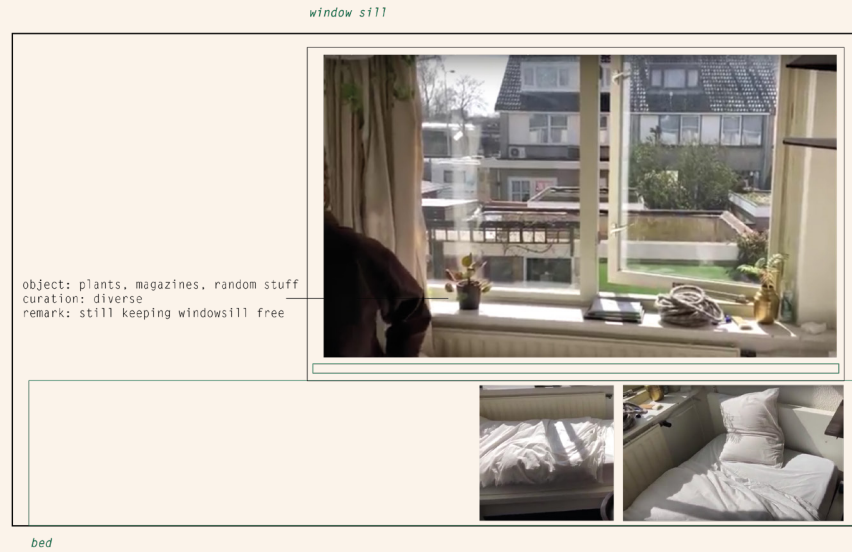 window sill
object: plants, magazines, random stuff
curation: diverse
remark: still keeping windowsill free
bed